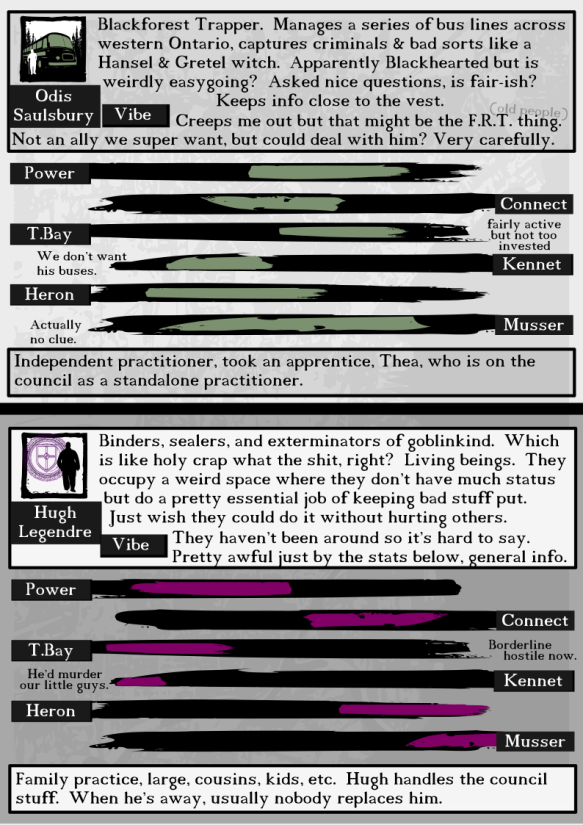 Blackforest Trapper. Manages a series of bus lines across
western Ontario, captures criminals & bad sorts like a
Hansel & Gretel witch. Apparently Blackhearted but is
weirdly easygoing? Asked nice questions, is fair-ish?
Keeps info close to the vest.
(old people)
Odis
Saulsbury
Vibe
Creeps me out but that might be the F.R.T. thing.
Not an ally we super want, but could deal with him? Very carefully.
Power
Connect
T.Bay
fairly active
but not too
invested
We don't want
his buses.
Kennet
Heron
Actually
no clue.
Musser
Independent practitioner, took an apprentice, Thea, who is on the
council as a standalone practitioner.
Binders, sealers, and exterminators of goblinkind. Which
is like holy crap what the shit, right? Living beings. They
occupy a weird space where they don't have much status
but do a pretty essential job of keeping bad stuff put.
Just wish they could do it without hurting others.
Hugh
Legendre
Vibe
They haven't been around so it's hard to say.
Pretty awful just by the stats below, general info.
Power
Connect
T.Bay
Borderline
hostile now.
He'd murder
our little guys.
Kennet
Heron
Musser
Family practice, large, cousins, kids, etc. Hugh handles the council
stuff. When he's away, usually nobody replaces him.